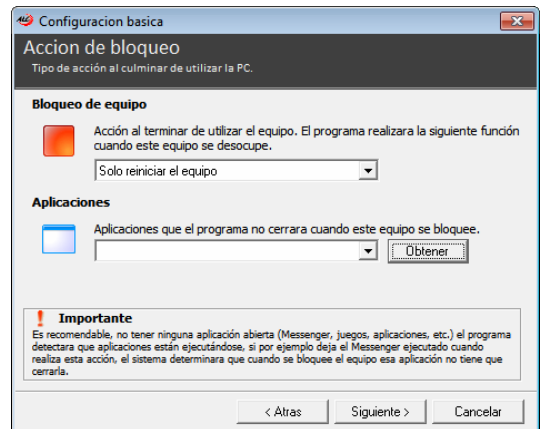 Configuracion basica
Accion de bloqueo
Tipo de acción al culminar de utilizar la PC.
Bloqueo de equipo
Acción al terminar de utilizar el equipo. El programa realizara la siguiente función
cuando este equipo se desocupe.
Solo reiniciar el equipo
Aplicaciones
Aplicaciones que el programa no cerrara cuando este equipo se bloquee.
Obtener
Importante
Es recomendable, no tener ninguna aplicación abierta (Messenger, juegos, aplicaciones, etc.) el programa
detectara que aplicaciones están ejecutándose, si por ejemplo deja el Messenger ejecutado cuando
realiza esta acción, el sistema determinara que cuando se bloquee el equipo esa aplicación no tiene que
cerrarla.
< Atras
Siguiente >
Cancelar